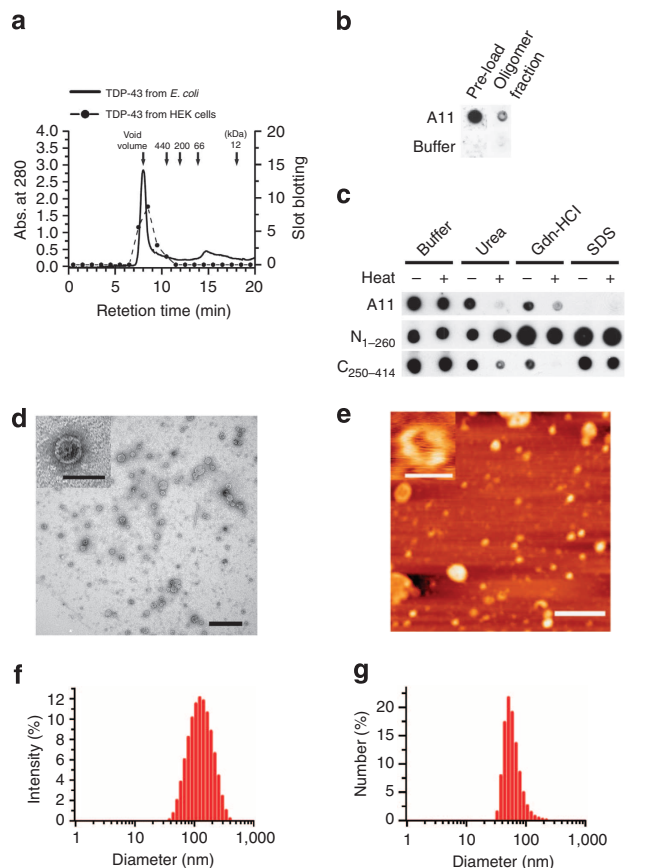 a
TDP-43 from E. coli
TDP-43 from HEK cells
Void volume
440 200 66
(kDa) 12
4.0
3.5
3.0
2.5
2.0
1.5
1.0
0.5
0.0
Abs. at 280
20
15
10
5
0
Slot blotting
0 5 10 15 20
Retetion time (min)
b
Pre-load
Oligomer fraction
A11
Buffer
c
Buffer Urea Gdn-HCl SDS
Heat − + − + − + − +
A11
N1–260
C250–414
d
e
f
12
10
8
6
4
2
0
Intensity (%)
1 10 100 1,000
Diameter (nm)
g
20
15
10
5
0
Number (%)
1 10 100 1,000
Diameter (nm)